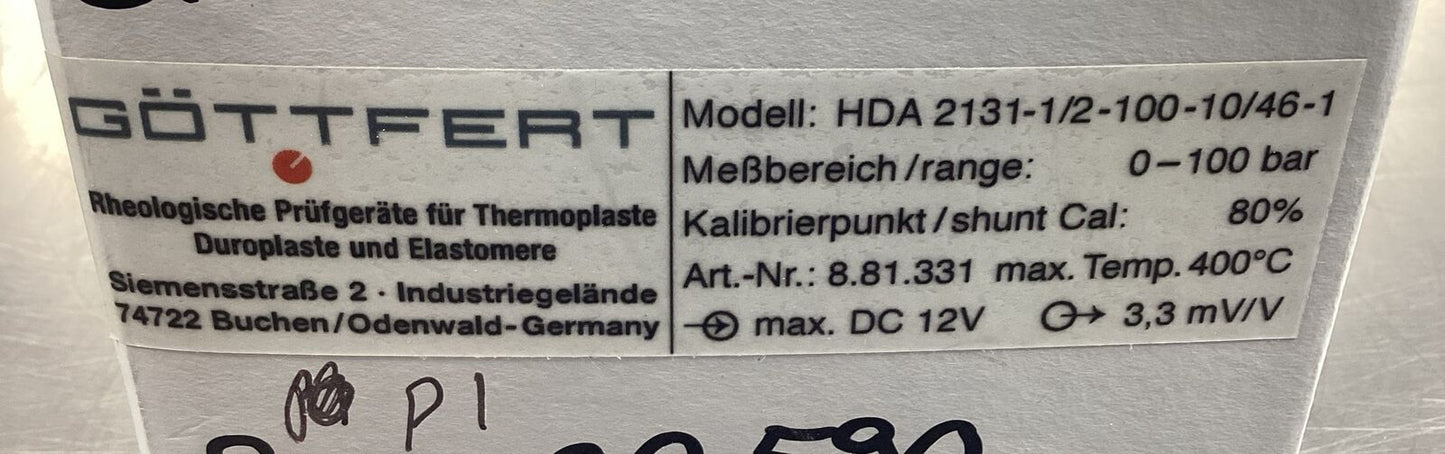 GÖTTFERT
Rheologische Prüfgeräte für Thermoplaste
Duroplaste und Elastomere
Siemensstraße 2 · Industriegelände
74722 Buchen/Odenwald-Germany
Modell: HDA 2131-1/2-100-10/46-1
Meßbereich/range: 0–100 bar
Kalibrierpunkt/shunt Cal: 80%
Art.-Nr.: 8.81.331 max. Temp. 400°C
max. DC 12V 3,3 mV/V
P1